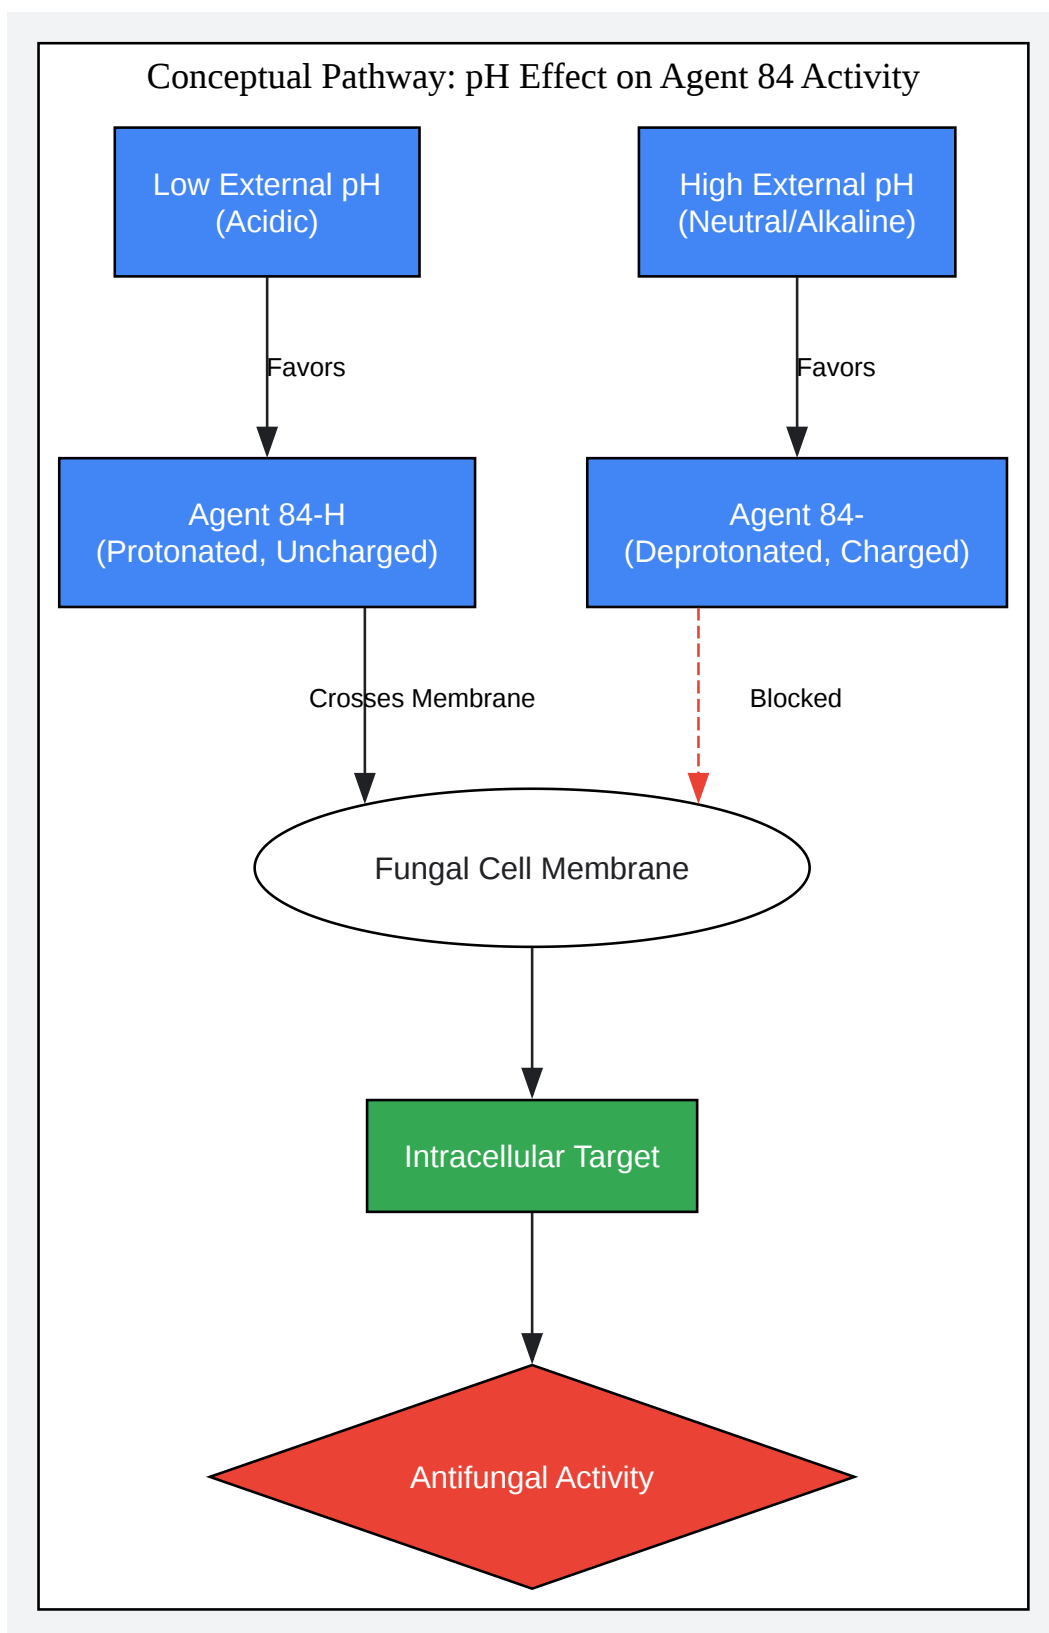 Conceptual Pathway: pH Effect on Agent 84 Activity
Low External pH
(Acidic)
High External pH
(Neutral/Alkaline)
Favors
Favors
Agent 84-H
(Protonated, Uncharged)
Agent 84-
(Deprotonated, Charged)
Crosses Membrane
Blocked
Fungal Cell Membrane
Intracellular Target
Antifungal Activity